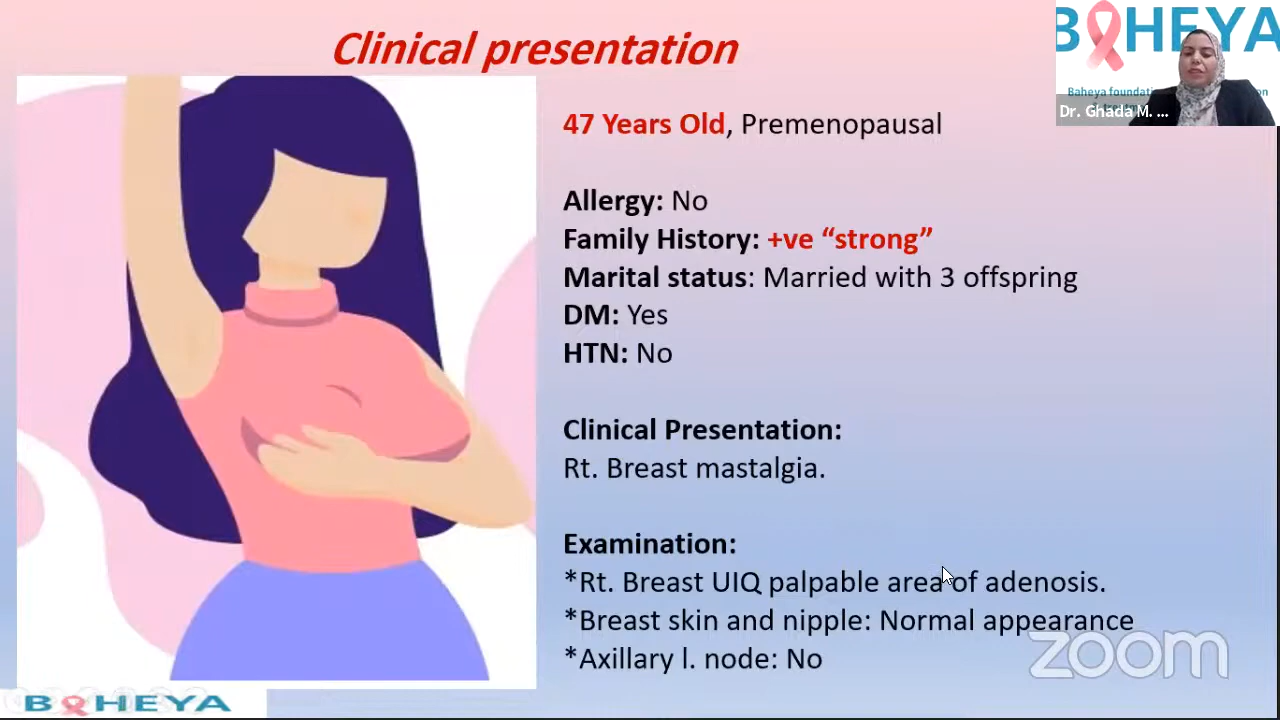 Clinical presentation
BAHEYA
Baheya foundati
Dr. Ghada M. ...
47 Years Old, Premenopausal
Allergy: No
Family History: +ve “strong”
Marital status: Married with 3 offspring
DM: Yes
HTN: No
Clinical Presentation:
Rt. Breast mastalgia.
Examination:
*Rt. Breast UIQ palpable area of adenosis.
*Breast skin and nipple: Normal appearance
*Axillary l. node: No
zoom
BAHEYA